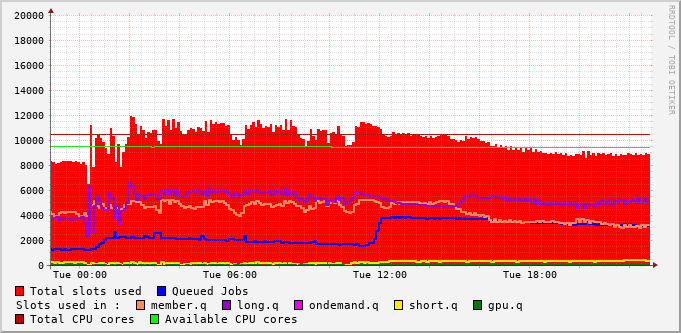 20000
18000
16000
14000
12000
10000
8000
6000
4000
2000
0
Tue 00:00 Tue 06:00 Tue 12:00 Tue 18:00
RRDTOOL / TOBI OETIKER
Total slots used Queued Jobs
Slots used in : member.q long.q ondemand.q short.q gpu.q
Total CPU cores Available CPU cores